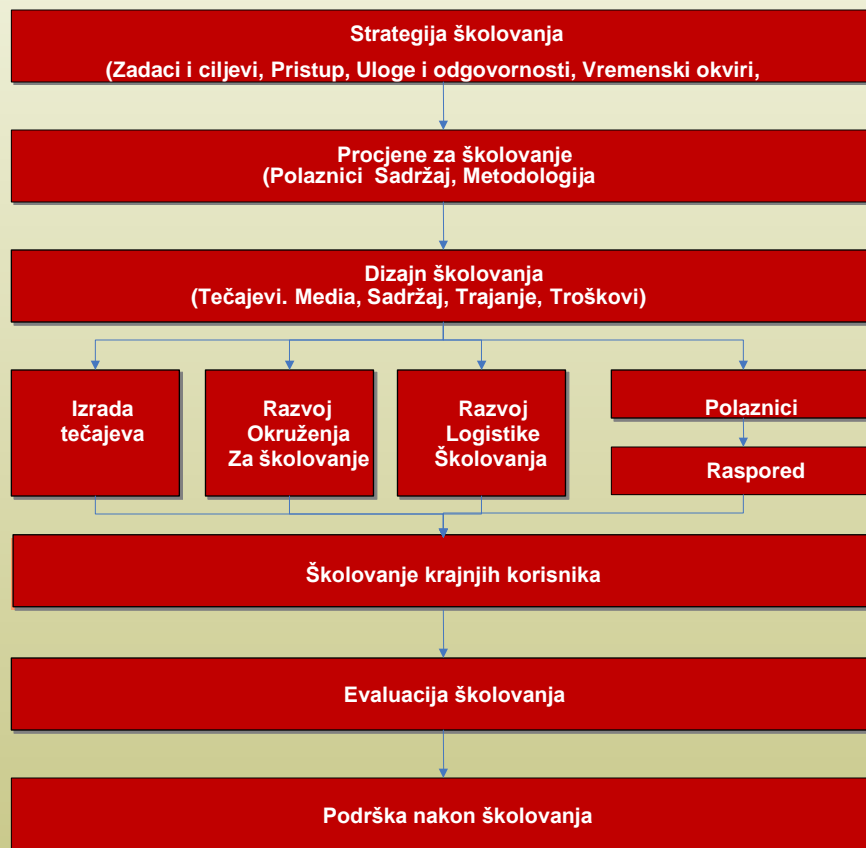 Strategija školovanja
(Zadaci i ciljevi, Pristup, Uloge i odgovornosti, Vremenski okviri,
Procjene za školovanje
(Polaznici Sadržaj, Metodologija
Dizajn školovanja
(Tečajevi. Media, Sadržaj, Trajanje, Troškovi)
Izrada
tečajeva
Razvoj
Okruženja
Za školovanje
Razvoj
Logistike
Školovanja
Polaznici
Raspored
Školovanje krajnjih korisnika
Evaluacija školovanja
Podrška nakon školovanja